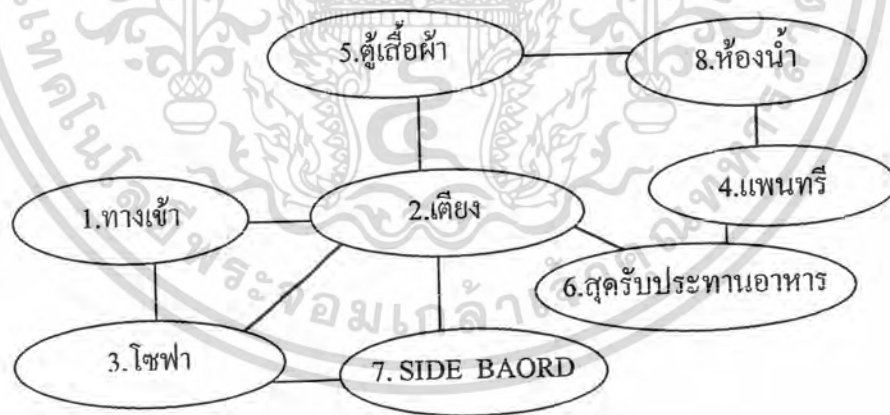 5.ตู้เสื้อผ้า
8.ห้องน้ำ
1.ทางเข้า
2.เตียง
4.แพนทรี
6.สุดรับประทานอาหาร
3.โซฟา
7. SIDE BAORD